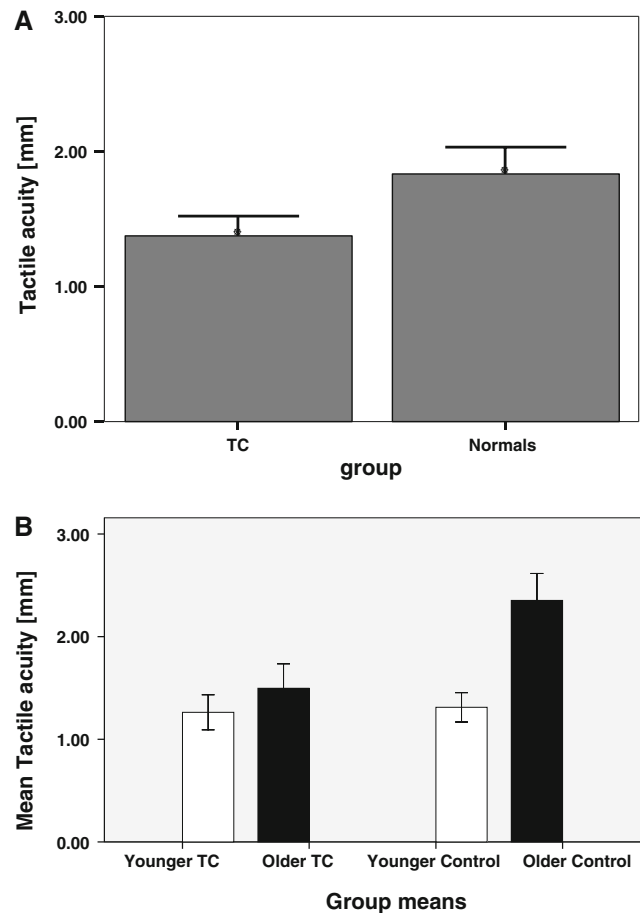 A
3.00
2.00
1.00
0.00
Tactile acuity [mm]
TC Normals
group
B
3.00
2.00
1.00
0.00
Mean Tactile acuity [mm]
Younger TC Older TC Younger Control Older Control
Group means